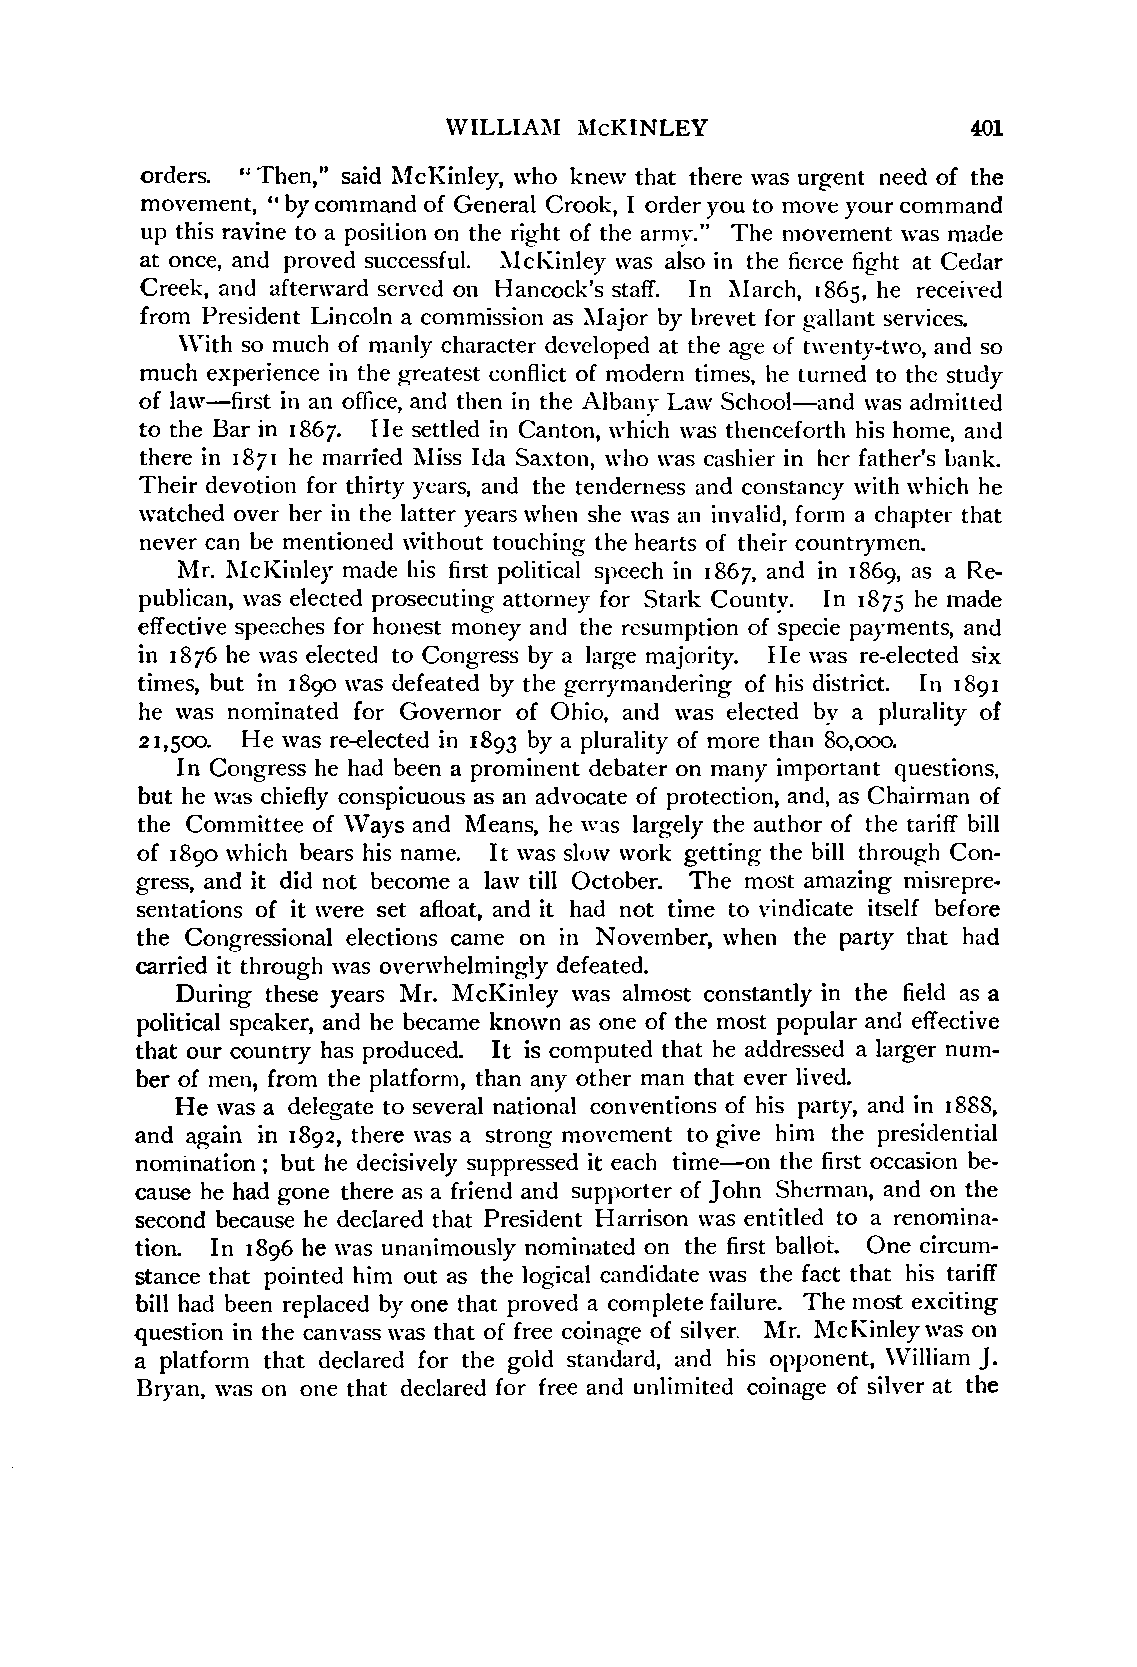 WILLIAM McKINLEY 401
orders. "Then," said McKinley, who knew that there was urgent need of the
movement, "by command of General Crook, I order you to move your command
up this ravine to a position on the right of the army." The movement was made
at once, and proved successful. McKinley was also in the fierce fight at Cedar
Creek, and afterward served on Hancock's staff. In March, 1865, he received
from President Lincoln a commission as Major by brevet for gallant services.
With so much of manly character developed at the age of twenty-two, and so
much experience in the greatest conflict of modern times, he turned to the study
of law—first in an office, and then in the Albany Law School—and was admitted
to the Bar in 1867. He settled in Canton, which was thenceforth his home, and
there in 1871 he married Miss Ida Saxton, who was cashier in her father's bank.
Their devotion for thirty years, and the tenderness and constancy with which he
watched over her in the latter years when she was an invalid, form a chapter that
never can be mentioned without touching the hearts of their countrymen.
Mr. McKinley made his first political speech in 1867, and in 1869, as a Re-
publican, was elected prosecuting attorney for Stark County. In 1875 he made
effective speeches for honest money and the resumption of specie payments, and
in 1876 he was elected to Congress by a large majority. He was re-elected six
times, but in 1890 was defeated by the gerrymandering of his district. In 1891
he was nominated for Governor of Ohio, and was elected by a plurality of
21,500. He was re-elected in 1893 by a plurality of more than 80,000.
In Congress he had been a prominent debater on many important questions,
but he was chiefly conspicuous as an advocate of protection, and, as Chairman of
the Committee of Ways and Means, he was largely the author of the tariff bill
of 1890 which bears his name. It was slow work getting the bill through Con-
gress, and it did not become a law till October. The most amazing misrepre-
sentations of it were set afloat, and it had not time to vindicate itself before
the Congressional elections came on in November, when the party that had
carried it through was overwhelmingly defeated.
During these years Mr. McKinley was almost constantly in the field as a
political speaker, and he became known as one of the most popular and effective
that our country has produced. It is computed that he addressed a larger num-
ber of men, from the platform, than any other man that ever lived.
He was a delegate to several national conventions of his party, and in 1888,
and again in 1892, there was a strong movement to give him the presidential
nomination; but he decisively suppressed it each time—on the first occasion be-
cause he had gone there as a friend and supporter of John Sherman, and on the
second because he declared that President Harrison was entitled to a renomina-
tion. In 1896 he was unanimously nominated on the first ballot. One circum-
stance that pointed him out as the logical candidate was the fact that his tariff
bill had been replaced by one that proved a complete failure. The most exciting
question in the canvass was that of free coinage of silver. Mr. McKinley was on
a platform that declared for the gold standard, and his opponent, William J.
Bryan, was on one that declared for free and unlimited coinage of silver at the